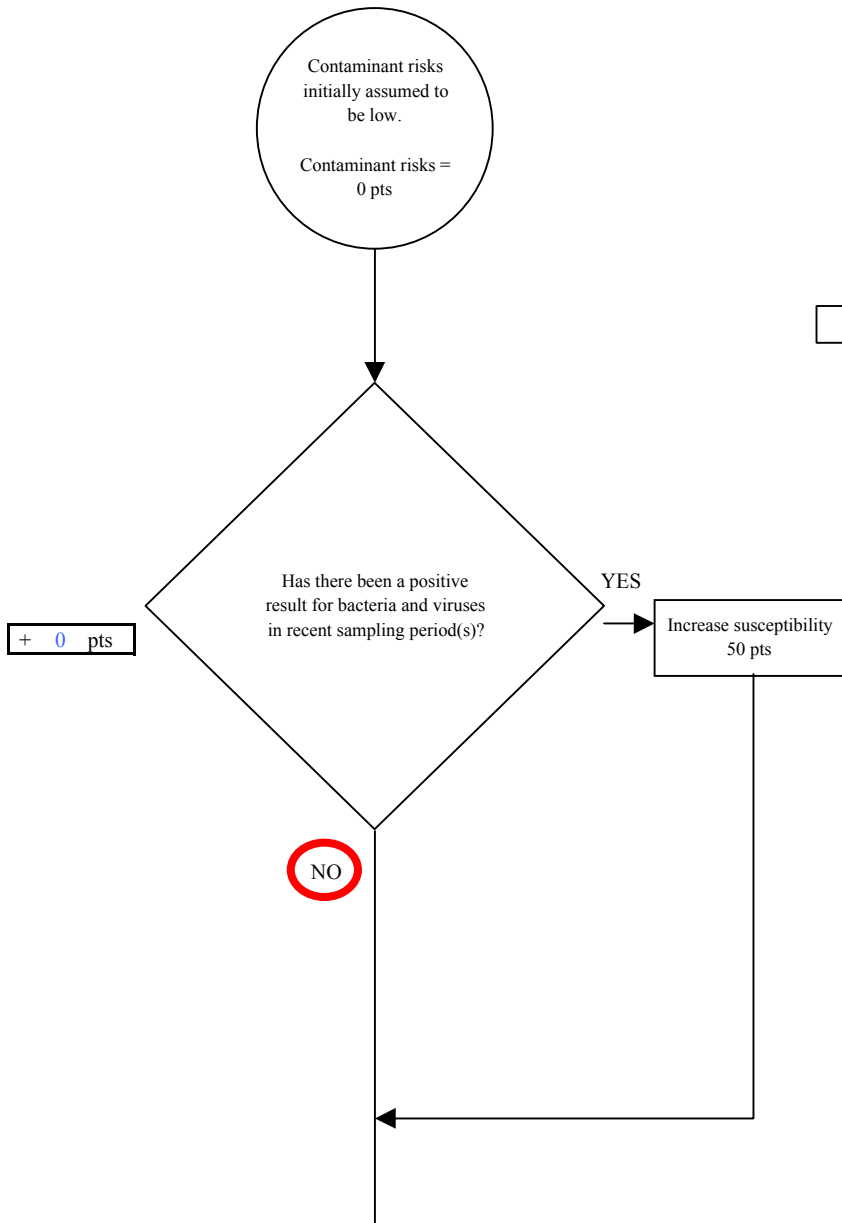 Contaminant risks
initially assumed to
be low.
Contaminant risks =
0 pts
Has there been a positive
result for bacteria and viruses
in recent sampling period(s)?
YES
+ 0 pts
Increase susceptibility
50 pts
NO